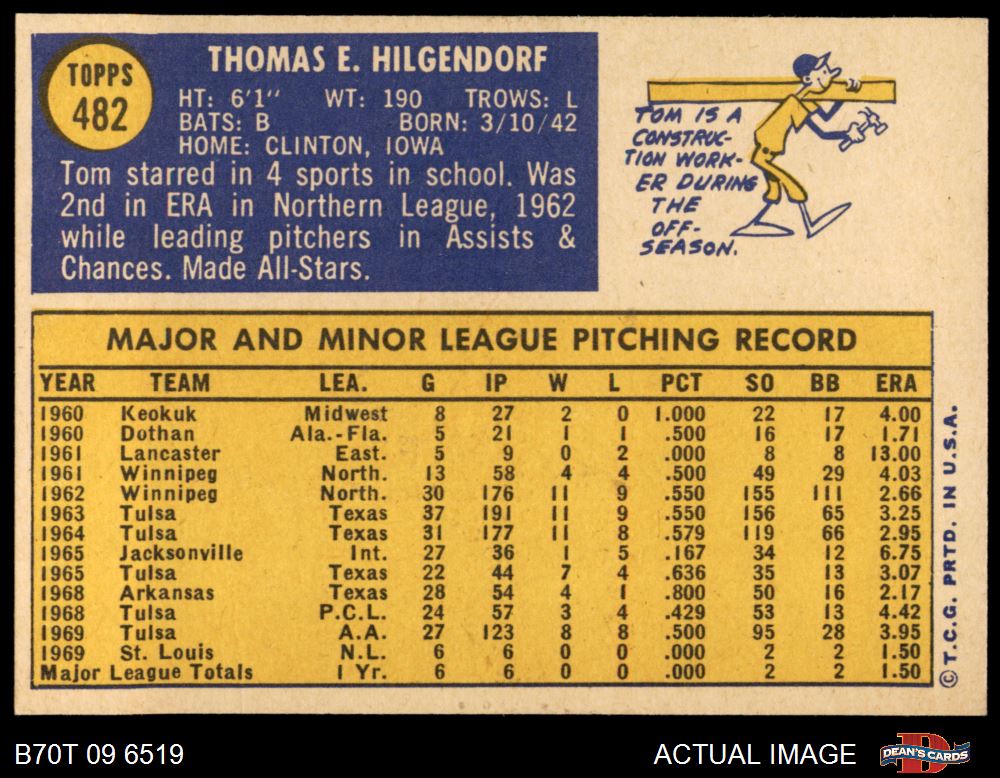 TOPPS
482
THOMAS E. HILGENDORF
HT: 6'1" WT: 190 TROWS: L
BATS: B BORN: 3/10/42
HOME: CLINTON, IOWA
Tom starred in 4 sports in school. Was
2nd in ERA in Northern League, 1962
while leading pitchers in Assists &
Chances. Made All-Stars.
TOM IS A
CONSTRUC-
TION WORK-
ER DURING
THE
OFF-
SEASON.
MAJOR AND MINOR LEAGUE PITCHING RECORD
YEAR TEAM LEA. G IP W L PCT SO BB ERA
1960 Keokuk Midwest 8 27 2 0 1.000 22 17 4.00
1960 Dothan Ala.-Fla. 5 21 1 1 .500 16 17 1.71
1961 Lancaster East. 5 9 0 2 .000 8 8 13.00
1961 Winnipeg North. 13 58 4 4 .500 49 29 4.03
1962 Winnipeg North. 30 176 11 9 .550 155 111 2.66
1963 Tulsa Texas 37 191 11 9 .550 156 65 3.25
1964 Tulsa Texas 31 177 11 8 .579 119 66 2.95
1965 Jacksonville Int. 27 36 1 5 .167 34 12 6.75
1965 Tulsa Texas 22 44 7 4 .636 35 13 3.07
1968 Arkansas Texas 28 54 4 1 .800 50 16 2.17
1968 Tulsa P.C.L. 24 57 3 4 .429 53 13 4.42
1969 Tulsa A.A. 27 123 8 8 .500 95 28 3.95
1969 St. Louis N.L. 6 6 0 0 .000 2 2 1.50
Major League Totals 1 Yr. 6 6 0 0 .000 2 2 1.50
© T.C.G. PRTD. IN U.S.A.
B70T 09 6519
ACTUAL IMAGE
D
DEAN'S CARDS